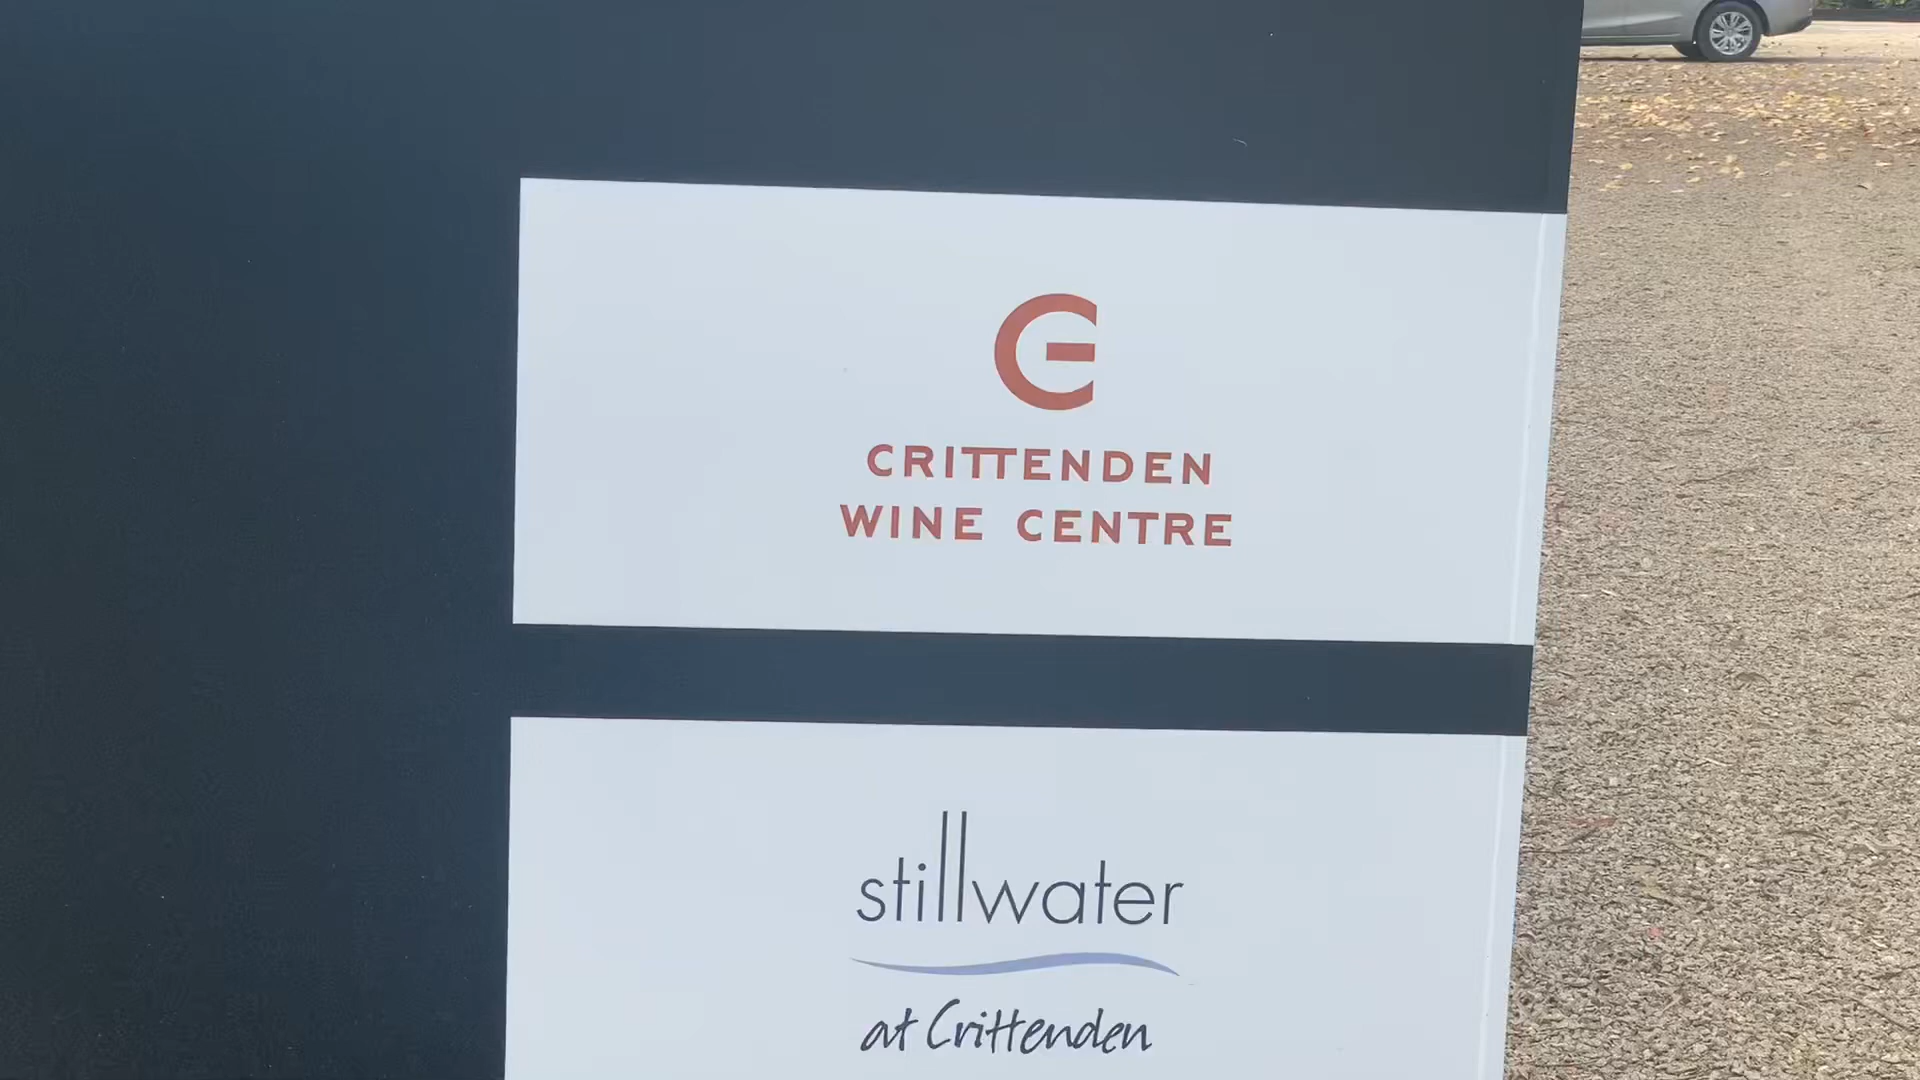 CRITTENDEN
WINE CENTRE
stillwater
at Crittenden